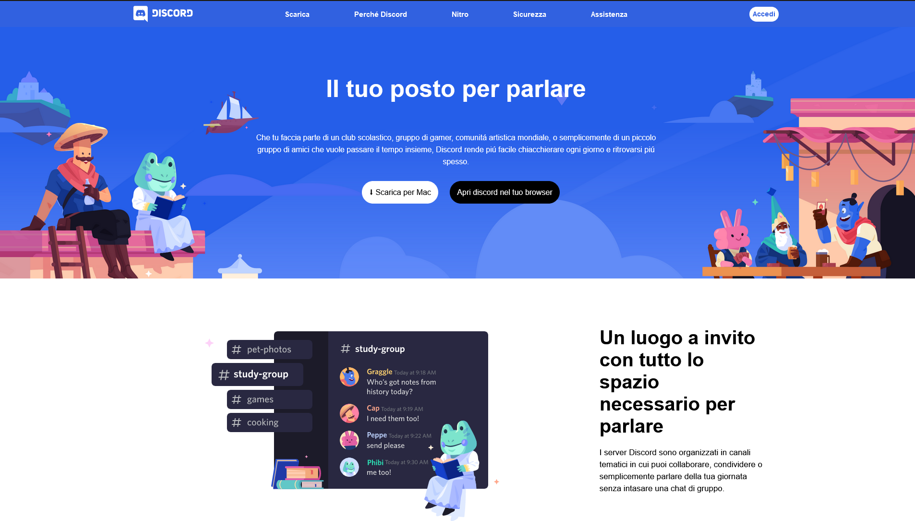 DISCORD
Scarica
Perché Discord
Nitro
Sicurezza
Assistenza
Accedi
Il tuo posto per parlare
Che tu faccia parte di un club scolastico, gruppo di gamer, comunitá artistica mondiale, o semplicemente di un piccolo
gruppo di amici che vuole passare il tempo insieme, Discord rende piú facile chiacchierare ogni giorno e ritrovarsi piú
spesso.
⬇ Scarica per Mac
Apri discord nel tuo browser
# pet-photos
# study-group
# games
# cooking
# study-group
Graggle Today at 9:18 AM
Who's got notes from
history today?
Cap Today at 9:19 AM
I need them too!
Peppe Today at 9:22 AM
send please
Phibi Today at 9:30 AM
me too!
Un luogo a invito
con tutto lo
spazio
necessario per
parlare
I server Discord sono organizzati in canali
tematici in cui puoi collaborare, condividere o
semplicemente parlare della tua giornata
senza intasare una chat di gruppo.